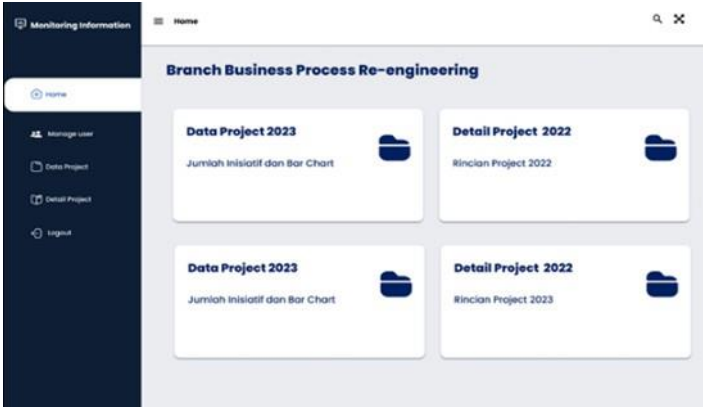 Monitoring Information
Home
Home
Manage user
Data Project
Detail Project
Logout
Branch Business Process Re-engineering
Data Project 2023
Jumlah Inisiatif dan Bar Chart
Detail Project 2022
Rincian Project 2022
Data Project 2023
Jumlah Inisiatif dan Bar Chart
Detail Project 2022
Rincian Project 2023